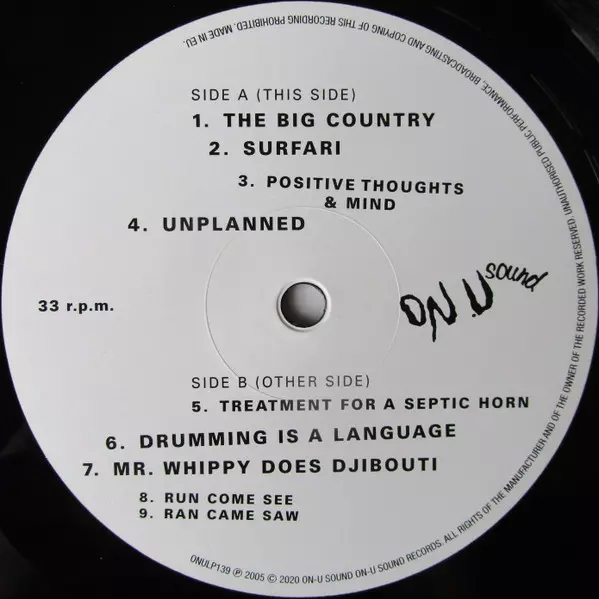 SIDE A (THIS SIDE)
1. THE BIG COUNTRY
2. SURFARI
3. POSITIVE THOUGHTS
& MIND
4. UNPLANNED
33 r.p.m.
ON.U sound
SIDE B (OTHER SIDE)
5. TREATMENT FOR A SEPTIC HORN
6. DRUMMING IS A LANGUAGE
7. MR. WHIPPY DOES DJIBOUTI
8. RUN COME SEE
9. RAN CAME SAW
ONULP139 ℗ 2005 © 2020 ON-U SOUND ON-U SOUND RECORDS. ALL RIGHTS OF THE MANUFACTURER AND OF THE OWNER OF THE RECORDED WORK RESERVED. UNAUTHORISED PUBLIC PERFORMANCE, BROADCASTING AND COPYING OF THIS RECORDING PROHIBITED. MADE IN EU.